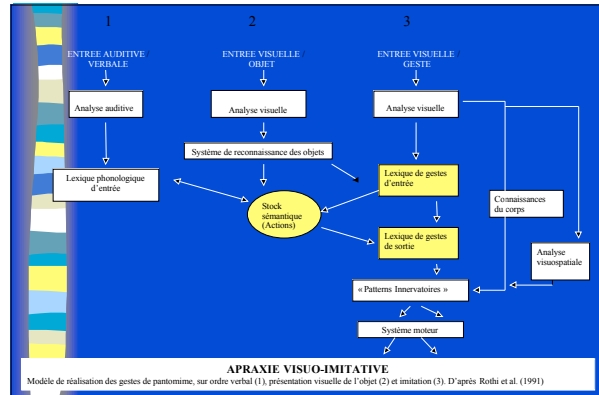 1
2
3
ENTREE AUDITIVE /
VERBALE
ENTREE VISUELLE /
OBJET
ENTREE VISUELLE /
GESTE
Analyse auditive
Analyse visuelle
Analyse visuelle
Système de reconnaissance des objets
Lexique phonologique
d'entrée
Lexique de gestes
d'entrée
Connaissances
du corps
Stock
sémantique
(Actions)
Lexique de gestes
de sortie
Analyse
visuospatiale
« Patterns Innervatoires »
Système moteur
APRAXIE VISUO-IMITATIVE
Modèle de réalisation des gestes de pantomime, sur ordre verbal (1), présentation visuelle de l'objet (2) et imitation (3). D'après Rothi et al. (1991)